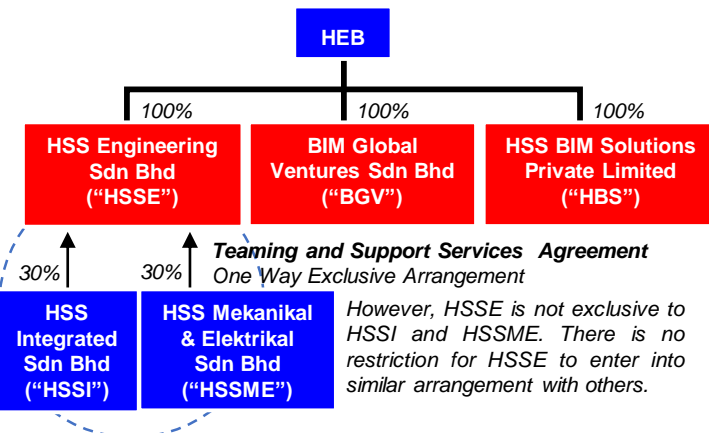 HEB
100%
100%
100%
HSS Engineering
Sdn Bhd
(“HSSE”)
BIM Global
Ventures Sdn Bhd
(“BGV”)
HSS BIM Solutions
Private Limited
(“HBS”)
Teaming and Support Services Agreement
One Way Exclusive Arrangement
30%
30%
HSS
Integrated
Sdn Bhd
(“HSSI”)
HSS Mekanikal
& Elektrikal
Sdn Bhd
(“HSSME”)
However, HSSE is not exclusive to
HSSI and HSSME. There is no
restriction for HSSE to enter into
similar arrangement with others.